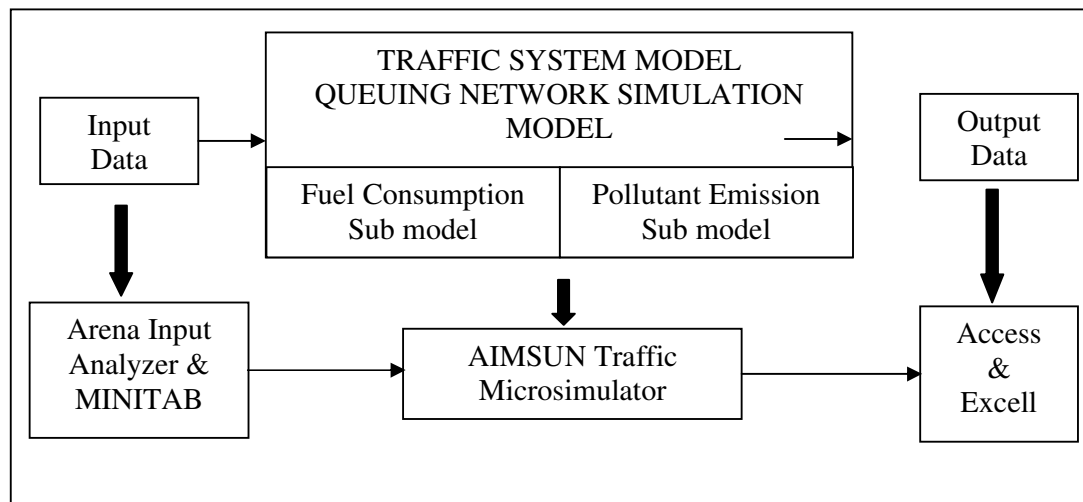 TRAFFIC SYSTEM MODEL
QUEUING NETWORK SIMULATION
MODEL
Input
Data
Output
Data
Fuel Consumption
Sub model
Pollutant Emission
Sub model
Arena Input
Analyzer &
MINITAB
AIMSUN Traffic
Microsimulator
Access
&
Excell